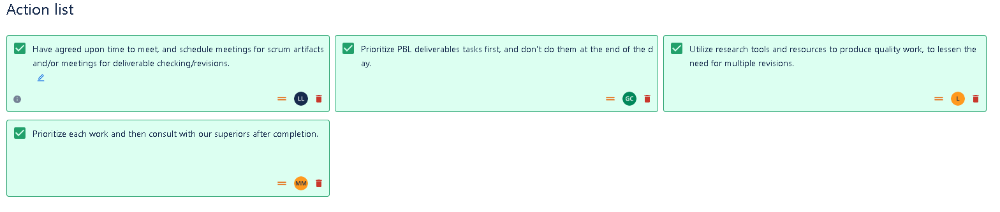 Action list
Have agreed upon time to meet, and schedule meetings for scrum artifacts
and/or meetings for deliverable checking/revisions.
LL
Prioritize PBL deliverables tasks first, and don't do them at the end of the d
ay.
GC
Utilize research tools and resources to produce quality work, to lessen the
need for multiple revisions.
L
Prioritize each work and then consult with our superiors after completion.
MM